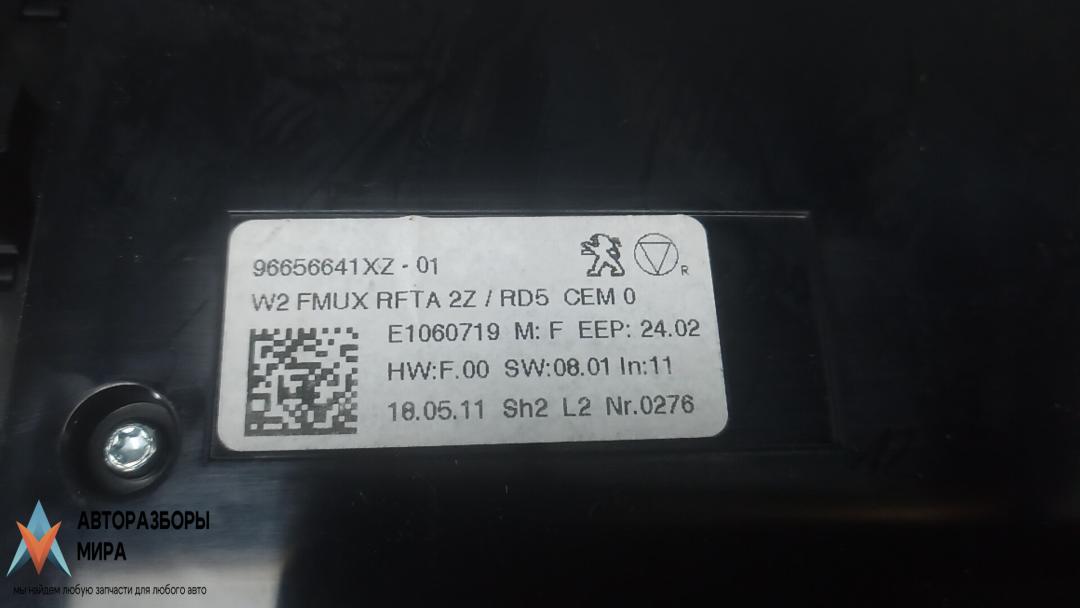 96656641XZ - 01
W2 FMUX RFTA 2Z / RD5 CEM 0
E1060719 M: F EEP: 24.02
HW:F.00 SW:08.01 In:11
18.05.11 Sh2 L2 Nr.0276
R
АВТОРАЗБОРЫ
МИРА
мы найдем любую запчасти для любого авто